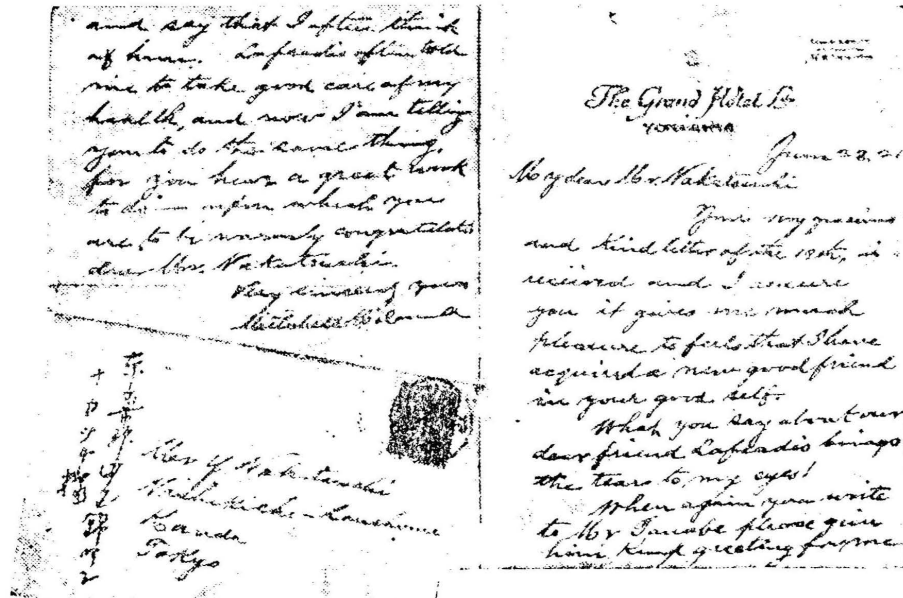 The Grand Hotel Ld
YOKOHAMA
June 28, 21
My dear Mr. Nakatsuchi
Your very gracious
and kind letter of the 18th, is
received and I assure
you it gives me much
pleasure to feel that I have
acquired a new good friend
in your good self.
What you say about our
dear friend Lafcadio brings
the tears to my eyes!
When again you write
to Mr Tanabe please give
him kind greeting for me
and say that I often think
of him. Lafcadio often told
me to take good care of my
health, and now I am telling
you to do the same thing,
for you have a great work
to do — upon which you
are to be warmly congratulated
dear Mr. Nakatsuchi.
Very sincerely yours
Mitchell
Mr Y Nakatsuchi
Kanda
Tokyo